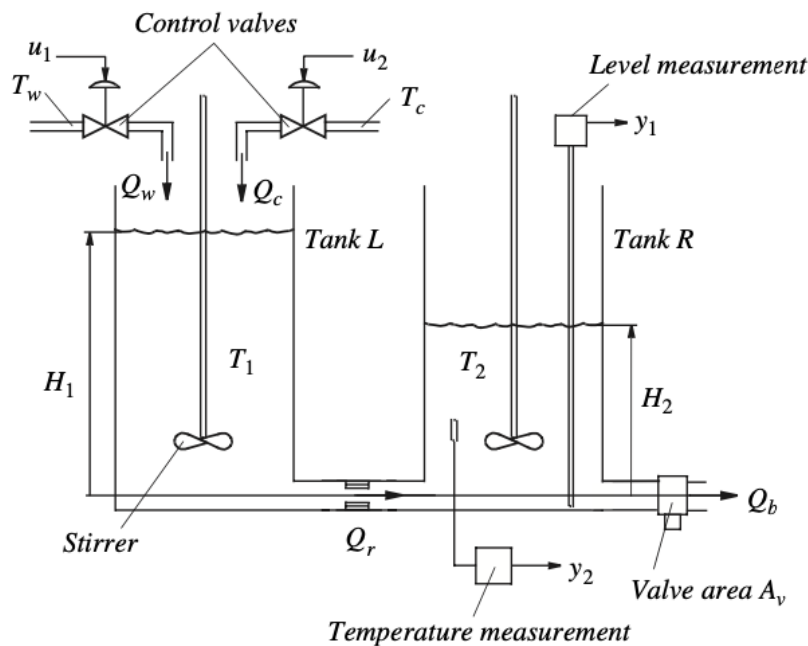 Control valves
u1
u2
Level measurement
Tw
Tc
y1
Qw
Qc
Tank L
Tank R
T1
T2
H1
H2
Qb
Stirrer
Qr
y2
Valve area Av
Temperature measurement